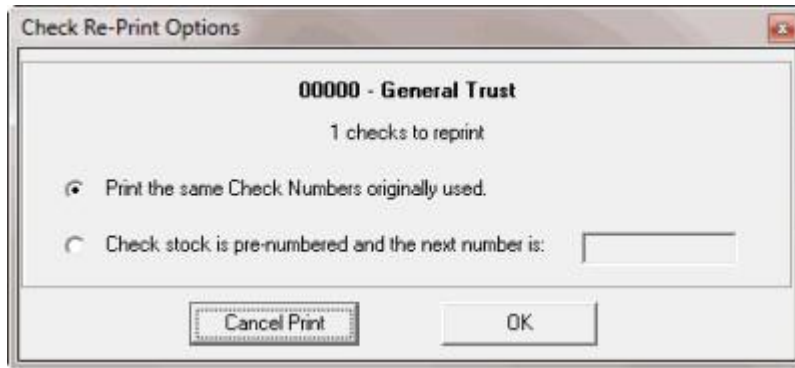 Check Re-Print Options
00000 - General Trust
1 checks to reprint
Print the same Check Numbers originally used.
Check stock is pre-numbered and the next number is:
Cancel Print OK